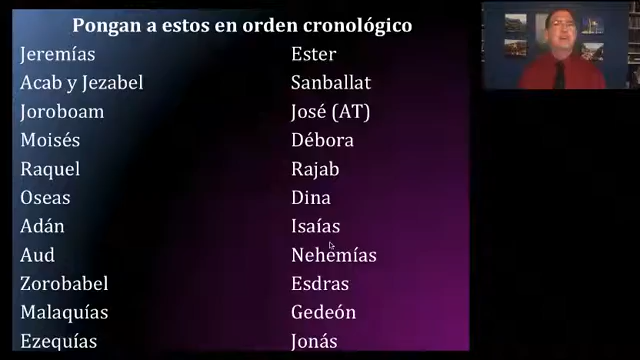 Pongan a estos en orden cronológico
Jeremías
Acab y Jezabel
Joroboam
Moisés
Raquel
Oseas
Adán
Aud
Zorobabel
Malaquías
Ezequías
Ester
Sanballat
José (AT)
Débora
Rajab
Dina
Isaías
Nehemías
Esdras
Gedeón
Jonás